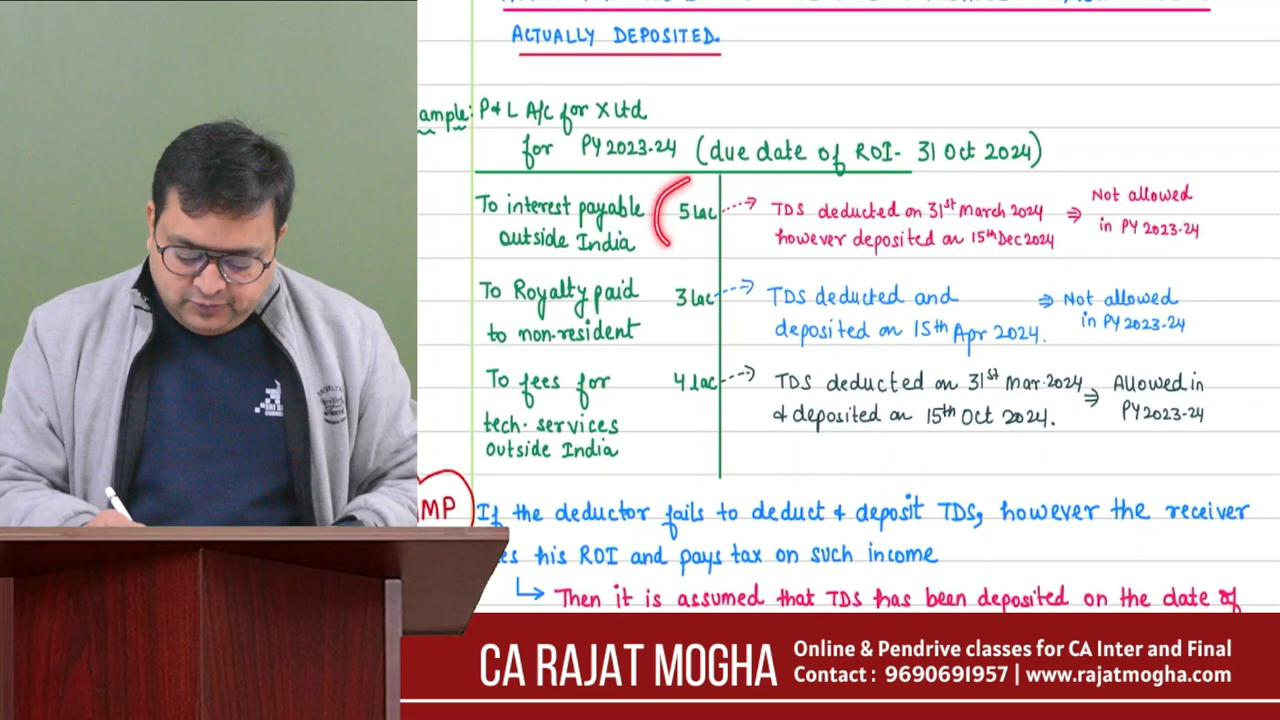 ACTUALLY DEPOSITED.
ample: P & L A/c for X Ltd
for PY 2023-24 (due date of ROI- 31 Oct 2024)
To interest payable outside India
5 lac
TDS deducted on 31st March 2024 however deposited on 15th Dec 2024
⇒ Not allowed in PY 2023-24
To Royalty paid to non-resident
3 lac
TDS deducted and deposited on 15th Apr 2024.
⇒ Not allowed in PY 2023-24
To fees for tech. services outside India
4 lac
TDS deducted on 31st Mar. 2024 & deposited on 15th Oct 2024.
⇒ Allowed in PY 2023-24
MP
If the deductor fails to deduct & deposit TDS, however the receiver
es his ROI and pays tax on such income
↳ Then it is assumed that TDS has been deposited on the date of
CA RAJAT MOGHA
Online & Pendrive classes for CA Inter and Final
Contact : 9690691957 | www.rajatmogha.com